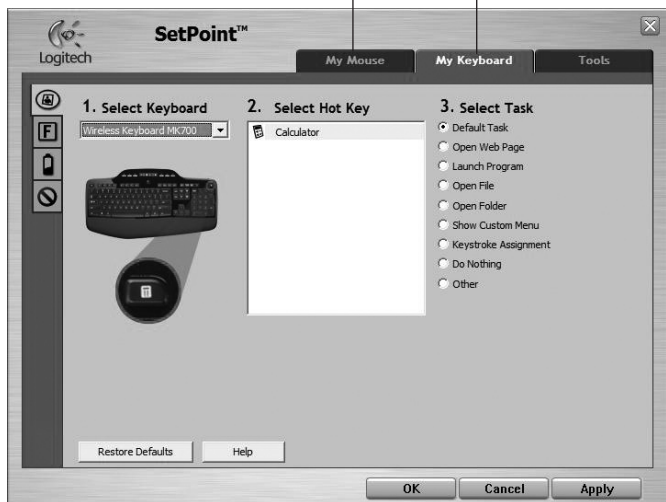 SetPoint™
Logitech
My Mouse
My Keyboard
Tools
1. Select Keyboard
Wireless Keyboard MK700
2. Select Hot Key
Calculator
3. Select Task
Default Task
Open Web Page
Launch Program
Open File
Open Folder
Show Custom Menu
Keystroke Assignment
Do Nothing
Other
F
Restore Defaults
Help
OK
Cancel
Apply